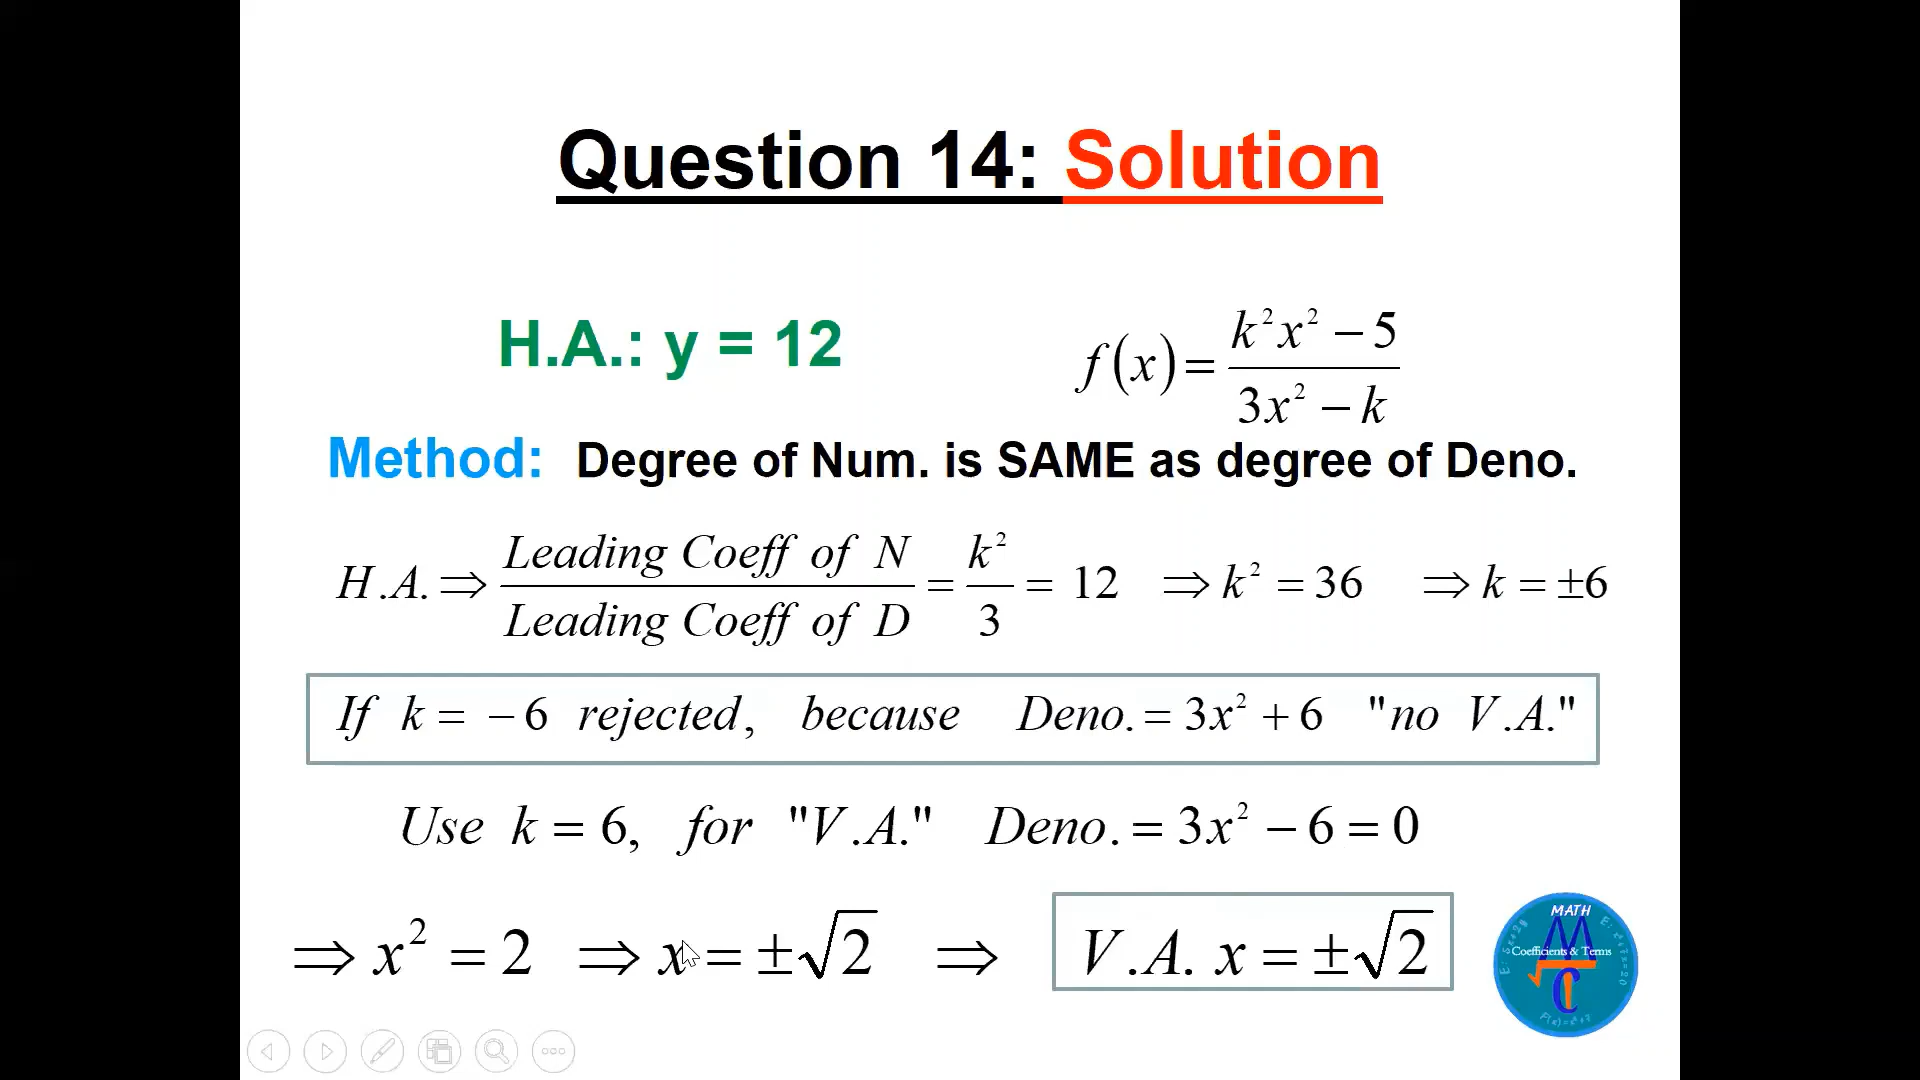 Question 14: Solution
H.A.: y = 12
f(x) = (k²x² − 5)/(3x² − k)
Method: Degree of Num. is SAME as degree of Deno.
H.A. ⇒ (Leading Coeff of N)/(Leading Coeff of D) = k²/3 = 12 ⇒ k² = 36 ⇒ k = ±6
If k = −6 rejected, because Deno. = 3x² + 6 "no V.A."
Use k = 6, for "V.A." Deno. = 3x² − 6 = 0
⇒ x² = 2 ⇒ x = ±√2 ⇒ V.A. x = ±√2
MATH
Coefficients & Terms